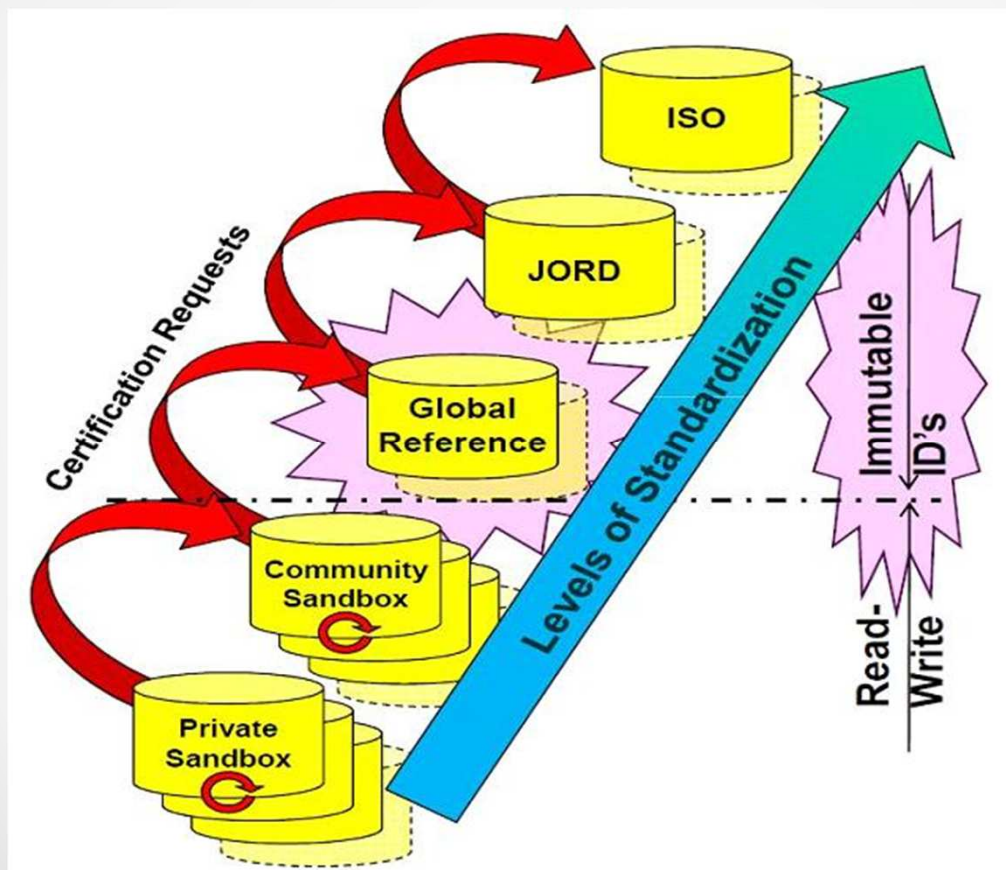 ISO
JORD
Certification Requests
Global
Reference
Levels of Standardization
Immutable
ID's
Community
Sandbox
Read-
Write
Private
Sandbox